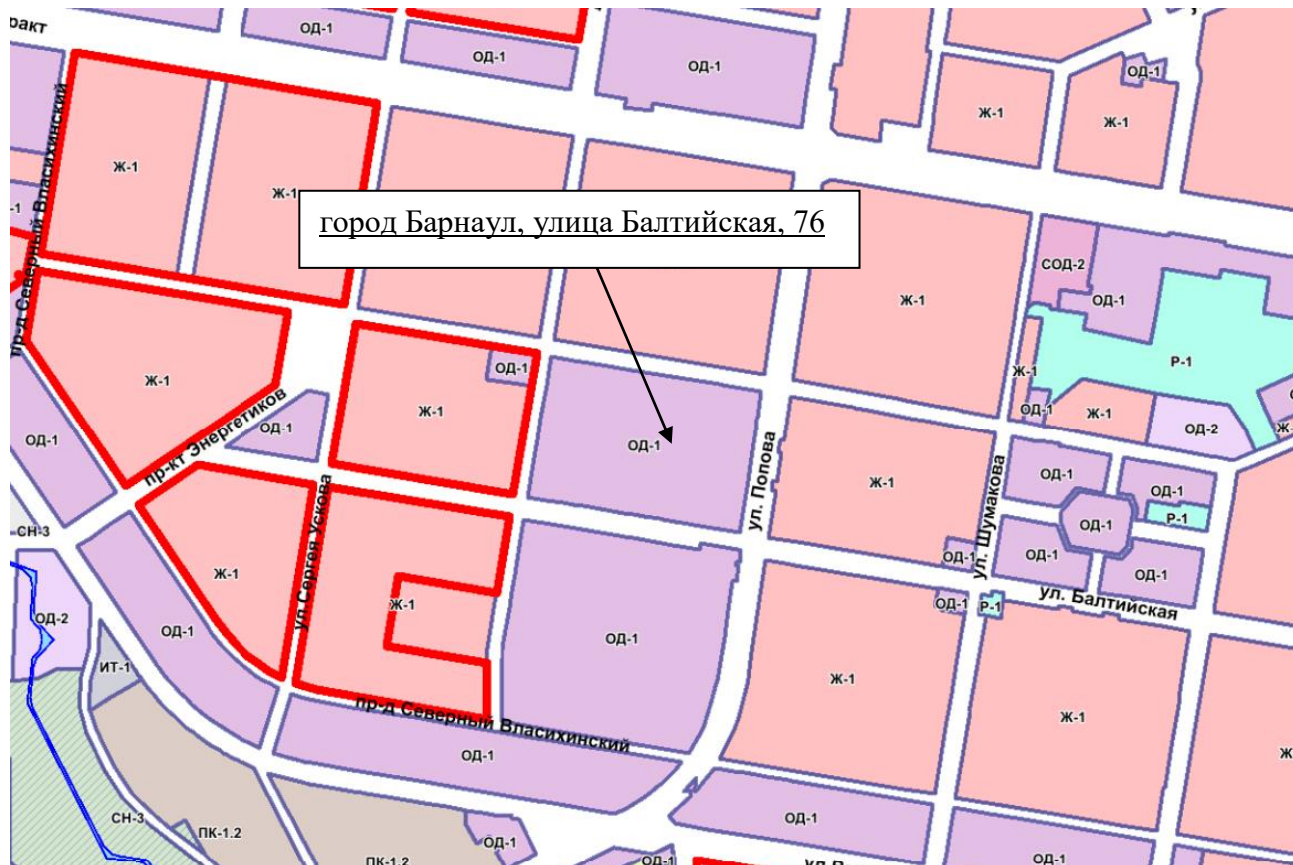 ракт
ОД-1
ОД-1
ОД-1
ОД-1
Ж-1
Ж-1
пр-д Северный Власихинский
Ж-1
Ж-1
-1
город Барнаул, улица Балтийская, 76
СОД-2
ОД-1
Ж-1
Р-1
Ж-1
ОД-1
Ж-1
ОД-1
Ж-1
ОД-2
Ж-
Ж-1
ОД-1
Ж-1
ОД-1
пр-кт Энергетиков
ОД-1
ОД-1
ул. Попова
Ж-1
ул. Шумакова
ОД-1
ОД-1
Р-1
ОД-1
ОД-1
ОД-1
ОД-1
СН-3
ул Сергея Ускова
Ж-1
Ж-1
ОД-1
Р-1
ул. Балтийская
ОД-2
ОД-1
ОД-1
ИТ-1
Ж-1
Ж-1
пр-д Северный Власихинский
ОД-1
Ж
СН-3
ПК-1.2
ОД-1
ОД-1
ПК-1.2
ОД-1
ОД-1